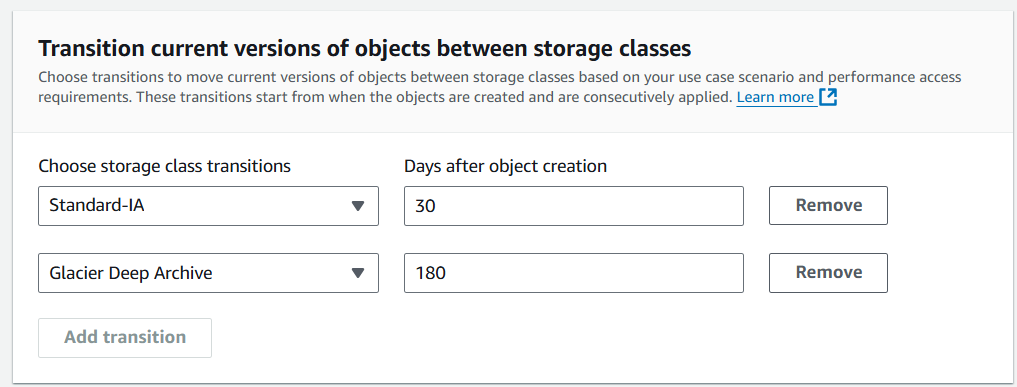 Transition current versions of objects between storage classes
Choose transitions to move current versions of objects between storage classes based on your use case scenario and performance access
requirements. These transitions start from when the objects are created and are consecutively applied. Learn more
Choose storage class transitions
Days after object creation
Standard-IA
30
Remove
Glacier Deep Archive
180
Remove
Add transition